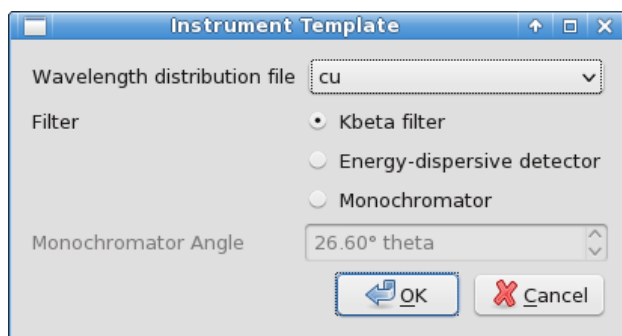 Instrument Template
Wavelength distribution file cu
Filter Kbeta filter
Energy-dispersive detector
Monochromator
Monochromator Angle 26.60° theta
OK Cancel